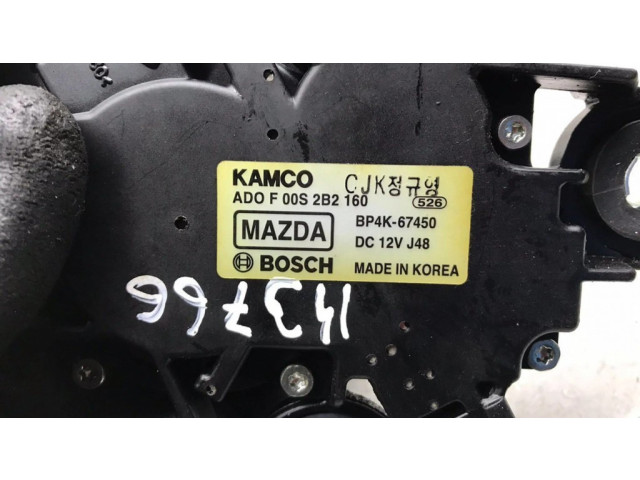 KAMCO CJK정규영
ADO F 00S 2B2 160 526
MAZDA BP4K-67450
DC 12V J48
BOSCH MADE IN KOREA
143766